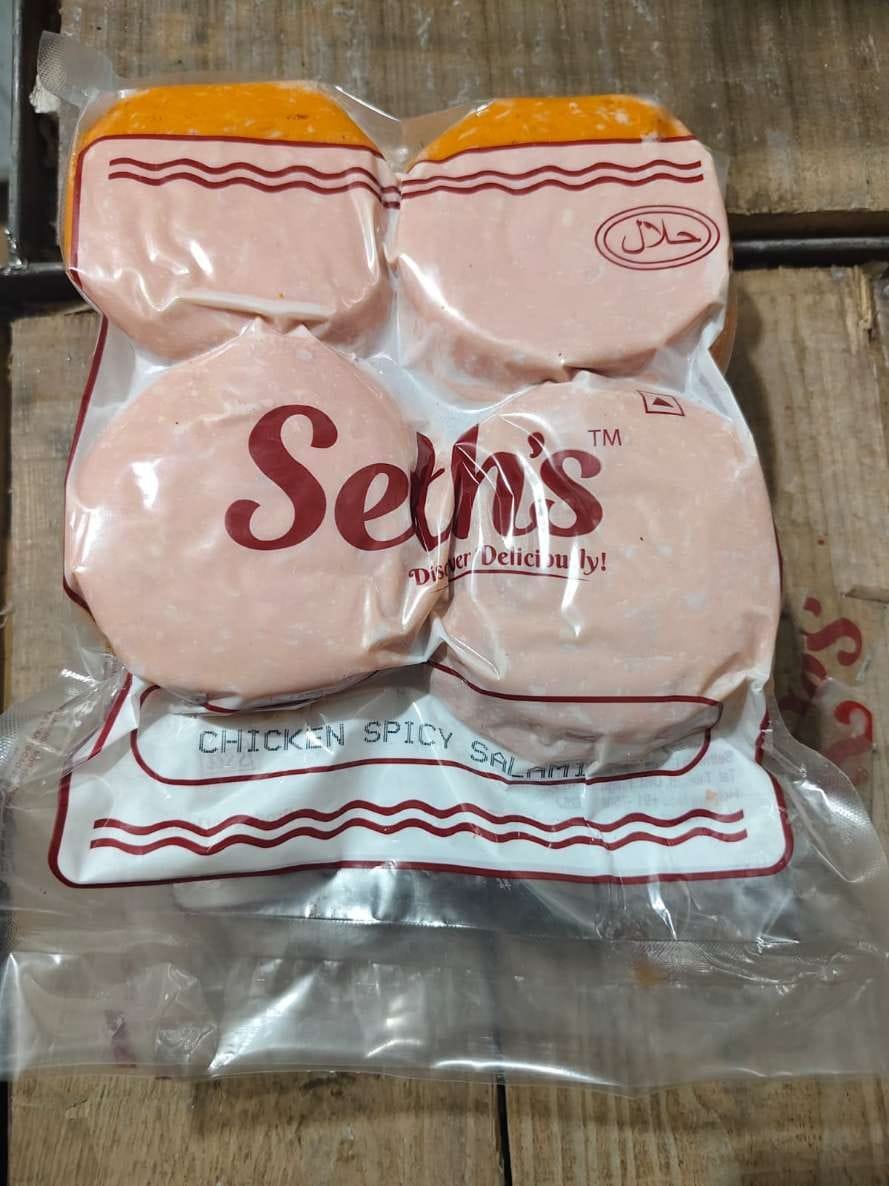 حلال
Seth's™
Discover Deliciously!
CHICKEN SPICY SALAMI